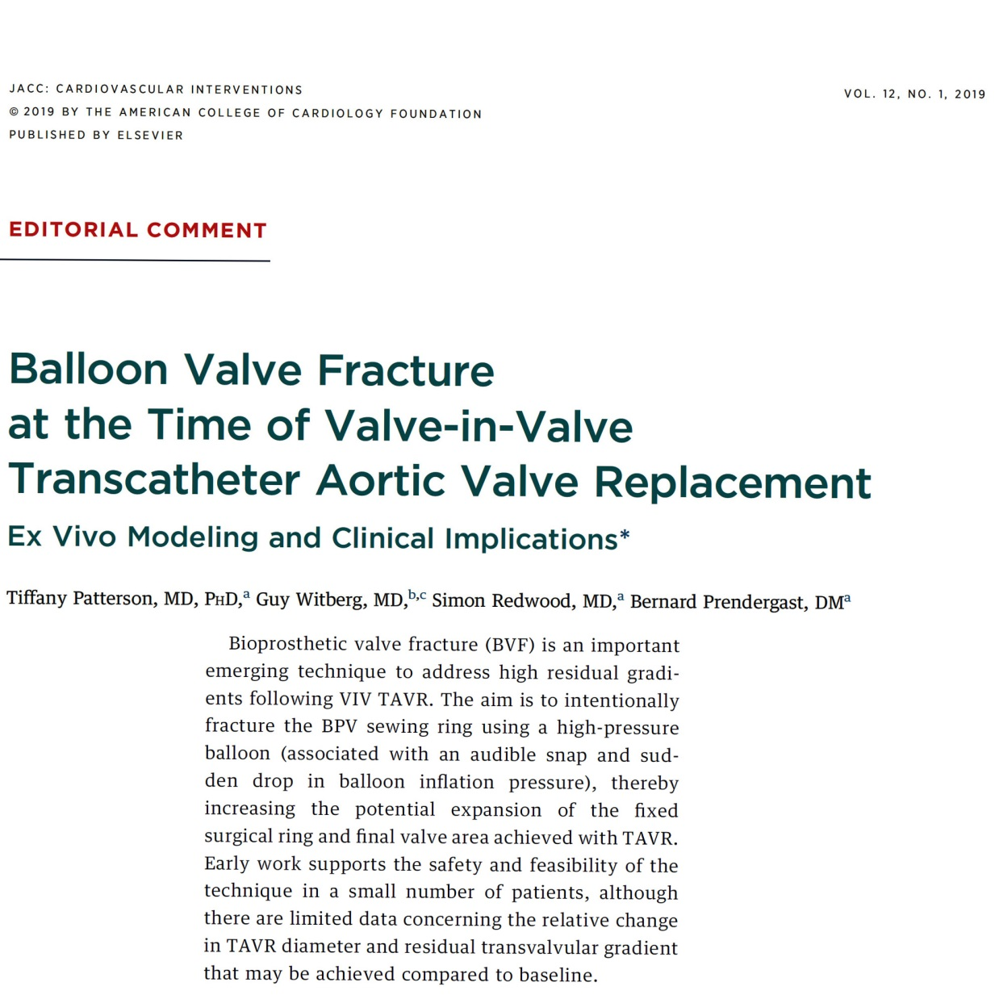 JACC: CARDIOVASCULAR INTERVENTIONS
VOL. 12, NO. 1, 2019
© 2019 BY THE AMERICAN COLLEGE OF CARDIOLOGY FOUNDATION
PUBLISHED BY ELSEVIER
EDITORIAL COMMENT
Balloon Valve Fracture
at the Time of Valve-in-Valve
Transcatheter Aortic Valve Replacement
Ex Vivo Modeling and Clinical Implications*
Tiffany Patterson, MD, PHD,a Guy Witberg, MD,b,c Simon Redwood, MD,a Bernard Prendergast, DMa
Bioprosthetic valve fracture (BVF) is an important
emerging technique to address high residual gradi-
ents following VIV TAVR. The aim is to intentionally
fracture the BPV sewing ring using a high-pressure
balloon (associated with an audible snap and sud-
den drop in balloon inflation pressure), thereby
increasing the potential expansion of the fixed
surgical ring and final valve area achieved with TAVR.
Early work supports the safety and feasibility of the
technique in a small number of patients, although
there are limited data concerning the relative change
in TAVR diameter and residual transvalvular gradient
that may be achieved compared to baseline.